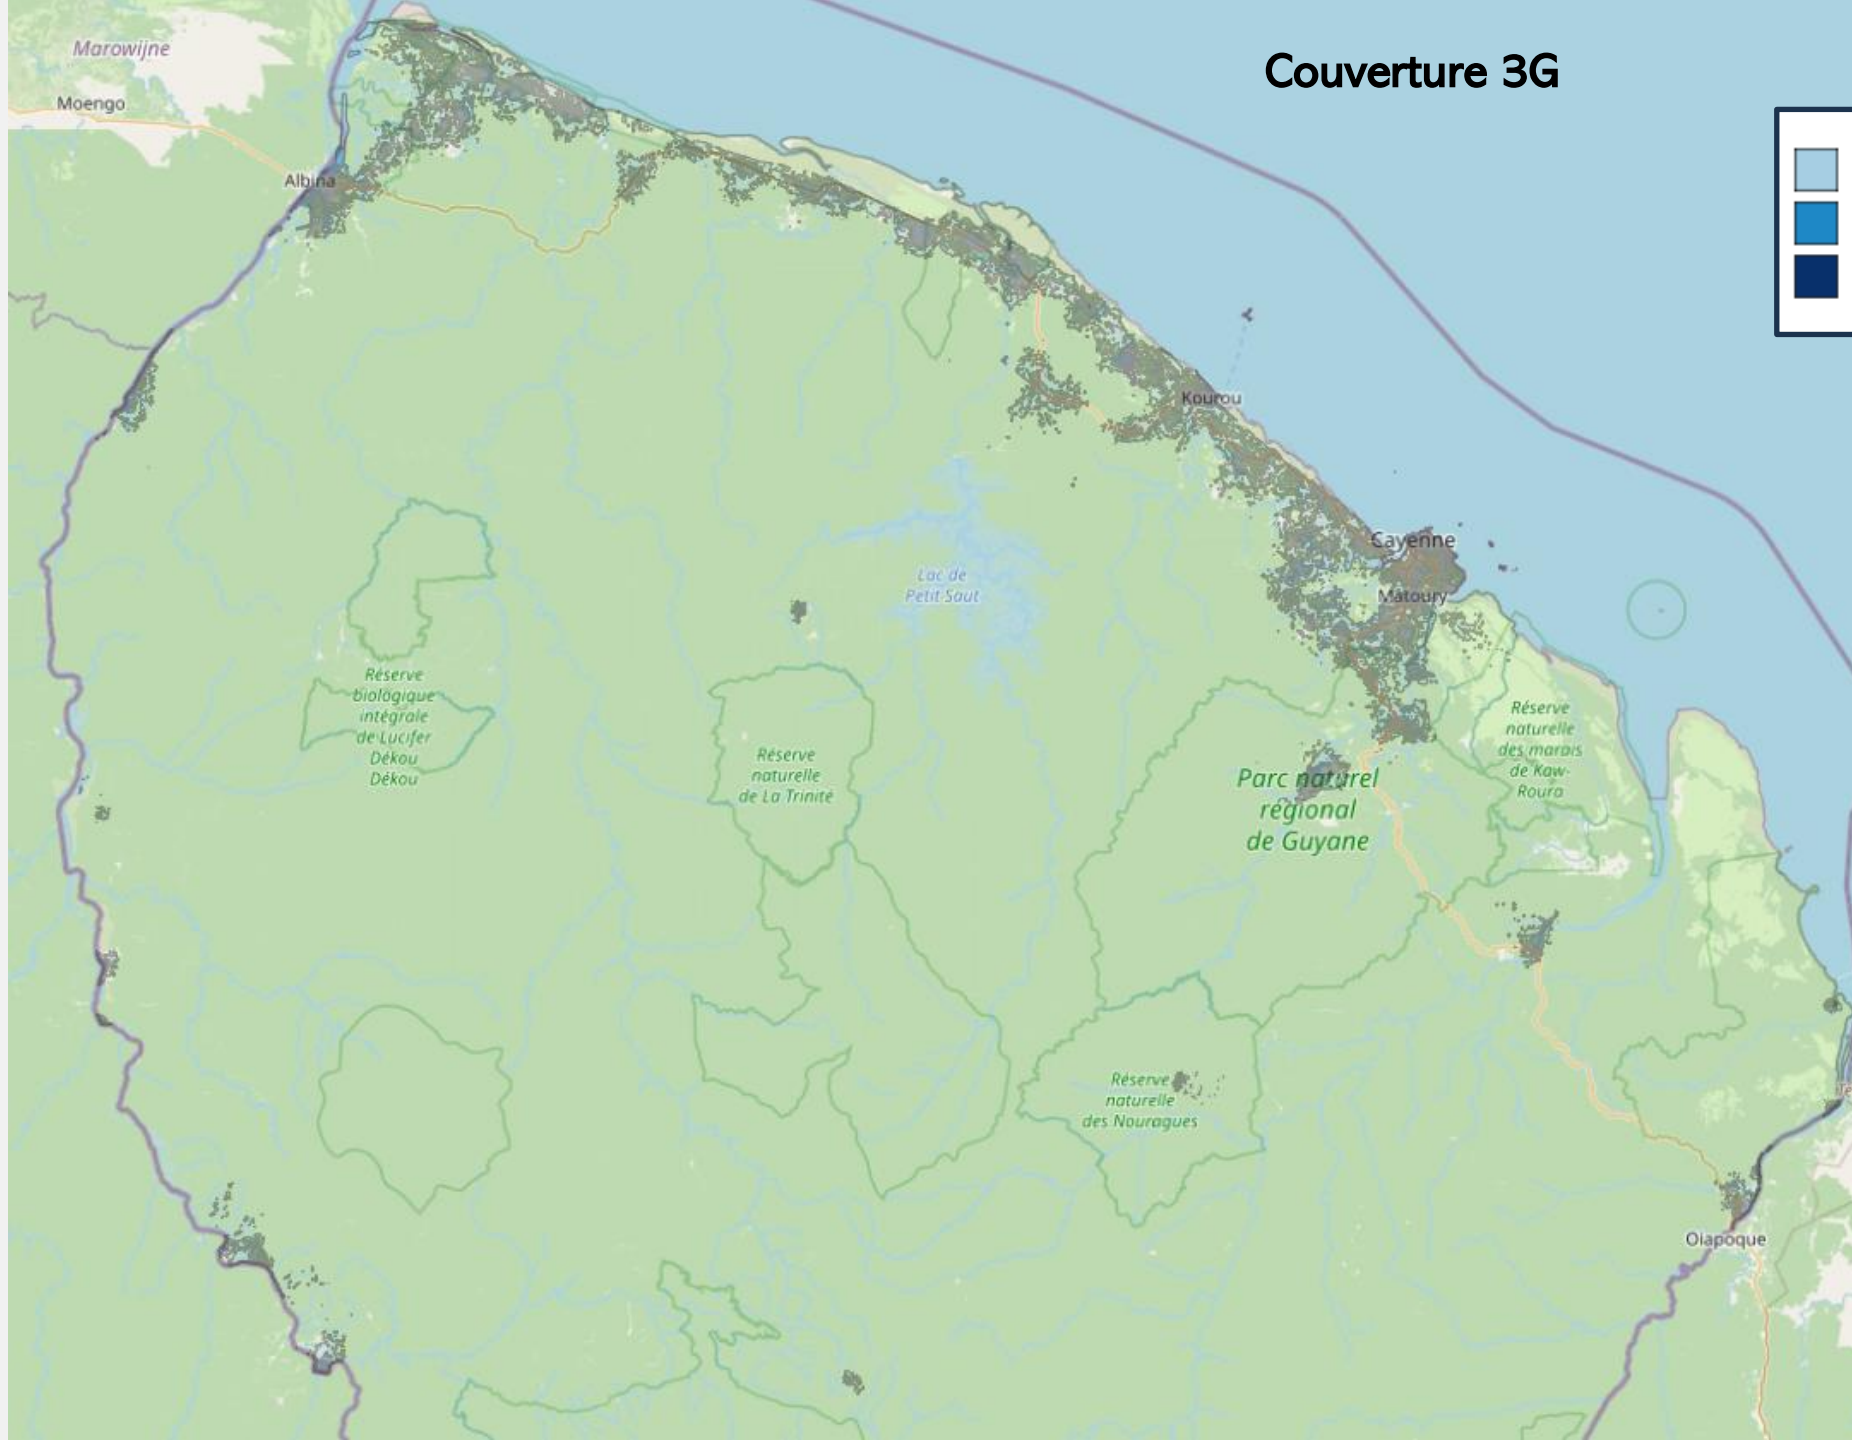 Couverture 3G
Marowijne
Moengo
Albina
Kourou
Cayenne
Matoury
Lac de
Petit Saut
Réserve
biologique
intégrale
de Lucifer
Dékou
Dékou
Réserve
naturelle
de La Trinité
Réserve
naturelle
des marais
de Kaw-
Roura
Parc naturel
régional
de Guyane
Réserve
naturelle
des Nouragues
Oiapoque